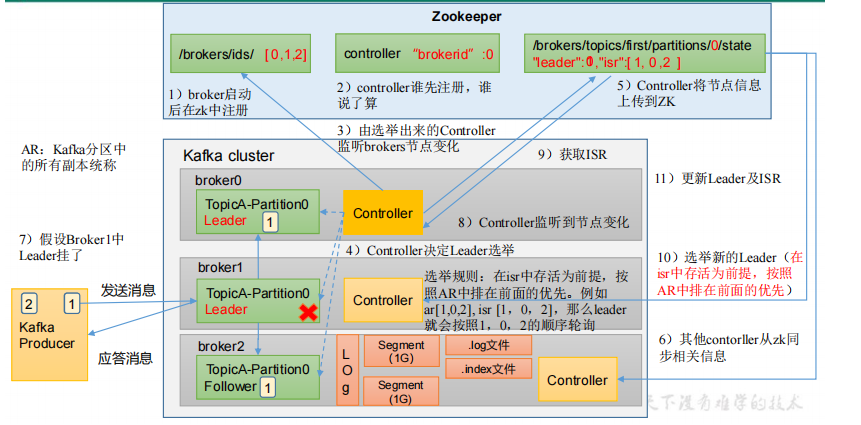 Zookeeper
/brokers/ids/ [0,1,2]
controller “brokerid” :0
/brokers/topics/first/partitions/0/state
"leader":0,"isr":[1, 0 ,2 ]
1）broker启动
后在zk中注册
2）controller谁先注册，谁
说了算
5）Controller将节点信息
上传到ZK
3）由选举出来的Controller
监听brokers节点变化
AR：Kafka分区中
的所有副本统称
Kafka cluster
9）获取ISR
11）更新Leader及ISR
broker0
TopicA-Partition0
Leader
1
Controller
8）Controller监听到节点变化
7）假设Broker1中
Leader挂了
4）Controller决定Leader选举
10）选举新的Leader（在
isr中存活为前提，按照
AR中排在前面的优先）
broker1
TopicA-Partition0
Leader
Controller
选举规则：在isr中存活为前提，按
照AR中排在前面的优先。例如
ar[1,0,2], isr [1，0，2]，那么leader
就会按照1，0，2的顺序轮询
发送消息
2
1
Kafka
Producer
应答消息
broker2
TopicA-Partition0
Follower
1
LOg
Segment
(1G)
Segment
(1G)
.log文件
.index文件
Controller
6）其他contorller从zk同
步相关信息
天下没有难学的技术